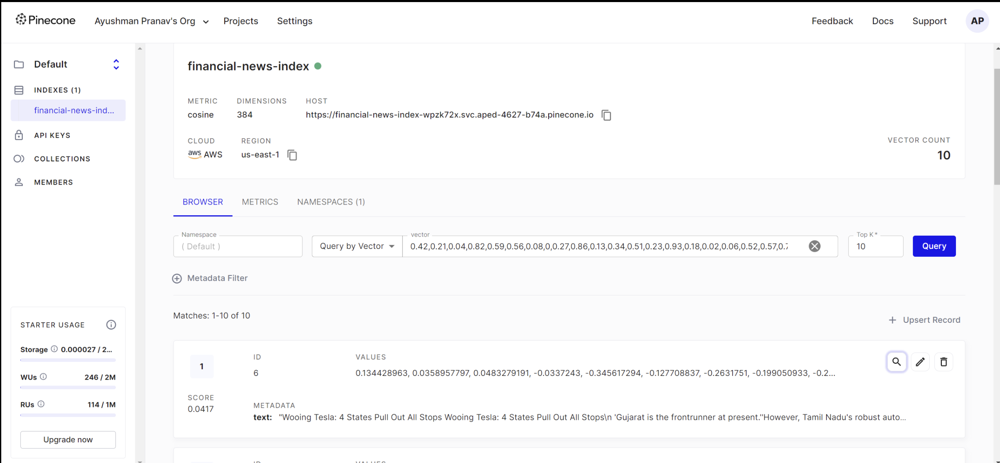 Pinecone
Ayushman Pranav's Org
Projects
Settings
Feedback
Docs
Support
AP
Default
INDEXES (1)
financial-news-ind...
API KEYS
COLLECTIONS
MEMBERS
STARTER USAGE
Storage 0.000027 / 2...
WUs 246 / 2M
RUs 114 / 1M
Upgrade now
financial-news-index
METRIC DIMENSIONS HOST
cosine 384 https://financial-news-index-wpzk72x.svc.aped-4627-b74a.pinecone.io
CLOUD REGION
aws AWS us-east-1
VECTOR COUNT
10
BROWSER METRICS NAMESPACES (1)
Namespace
( Default )
Query by Vector
vector
0.42,0.21,0.04,0.82,0.59,0.56,0.08,0,0.27,0.86,0.13,0.34,0.51,0.23,0.93,0.18,0.02,0.06,0.52,0.57,0.7
Top K*
10
Query
Metadata Filter
Matches: 1-10 of 10
+ Upsert Record
1
ID
6
VALUES
0.134428963, 0.0358957797, 0.0483279191, -0.0337243, -0.345617294, -0.127708837, -0.2631751, -0.199050933, -0.2...
SCORE
0.0417
METADATA
text: "Wooing Tesla: 4 States Pull Out All Stops Wooing Tesla: 4 States Pull Out All Stops\n 'Gujarat is the frontrunner at present.''However, Tamil Nadu's robust auto...
ID
VALUES